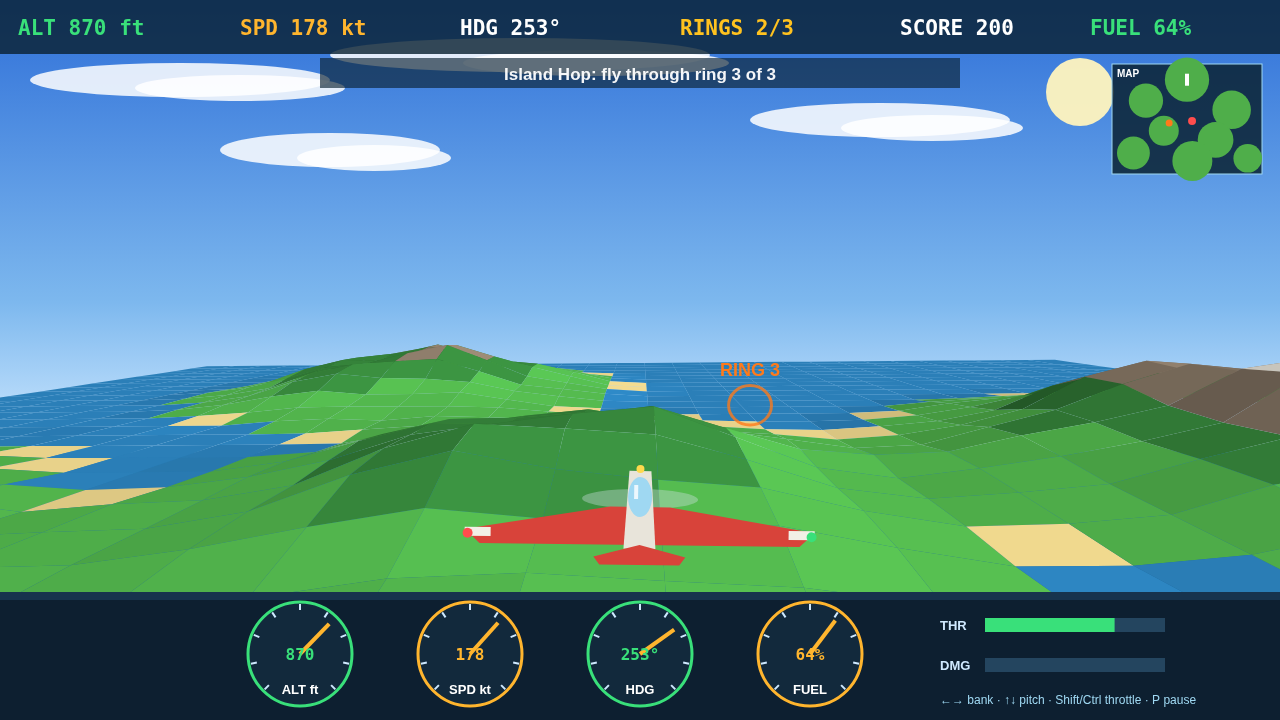 ALT 870 ft SPD 178 kt HDG 253° RINGS 2/3 SCORE 200 FUEL 64%
Island Hop: fly through ring 3 of 3
MAP
RING 3
870 178 253° 64%
ALT ft SPD kt HDG FUEL
THR
DMG
←→ bank · ↑↓ pitch · Shift/Ctrl throttle · P pause